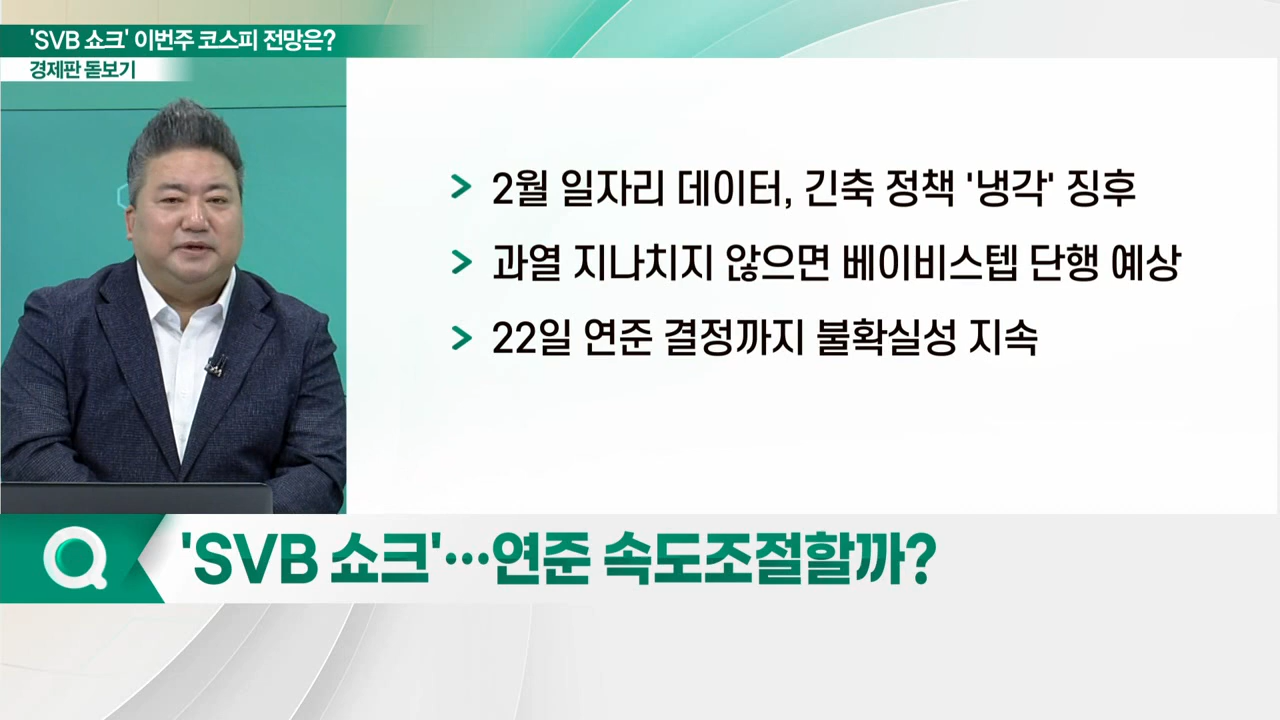 'SVB 쇼크' 이번주 코스피 전망은?
경제판 돋보기
> 2월 일자리 데이터, 긴축 정책 '냉각' 징후
> 과열 지나치지 않으면 베이비스텝 단행 예상
> 22일 연준 결정까지 불확실성 지속
'SVB 쇼크'…연준 속도조절할까?